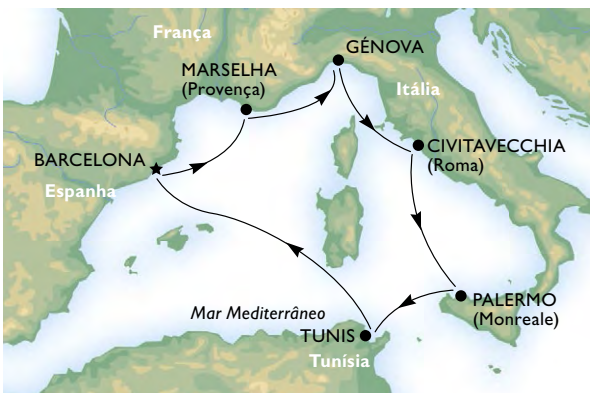 França
GÉNOVA
MARSELHA
(Provença)
Itália
CIVITAVECCHIA
(Roma)
BARCELONA
Espanha
PALERMO
(Monreale)
Mar Mediterrâneo
TUNIS
Tunísia